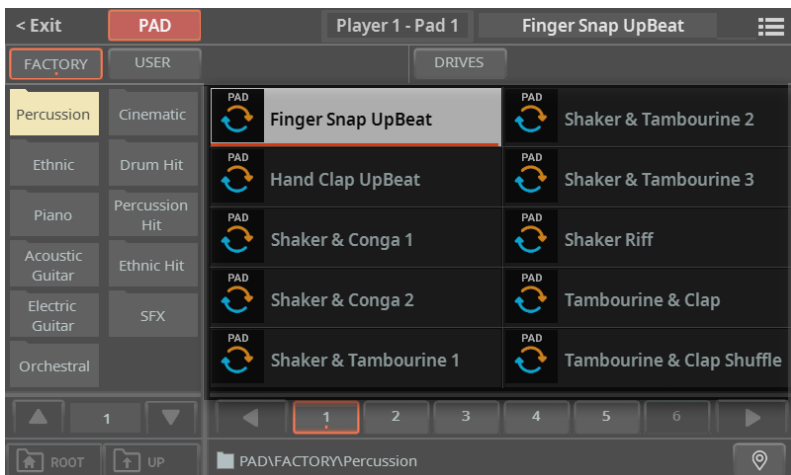 < Exit
PAD
Player 1 - Pad 1
Finger Snap UpBeat
FACTORY
USER
DRIVES
Percussion
Cinematic
Ethnic
Drum Hit
Piano
Percussion
Hit
Acoustic
Guitar
Ethnic Hit
Electric
Guitar
SFX
Orchestral
PAD
Finger Snap UpBeat
PAD
Shaker & Tambourine 2
PAD
Hand Clap UpBeat
PAD
Shaker & Tambourine 3
PAD
Shaker & Conga 1
PAD
Shaker Riff
PAD
Shaker & Conga 2
PAD
Tambourine & Clap
PAD
Shaker & Tambourine 1
PAD
Tambourine & Clap Shuffle
1
1
2
3
4
5
6
ROOT
UP
PAD\FACTORY\Percussion